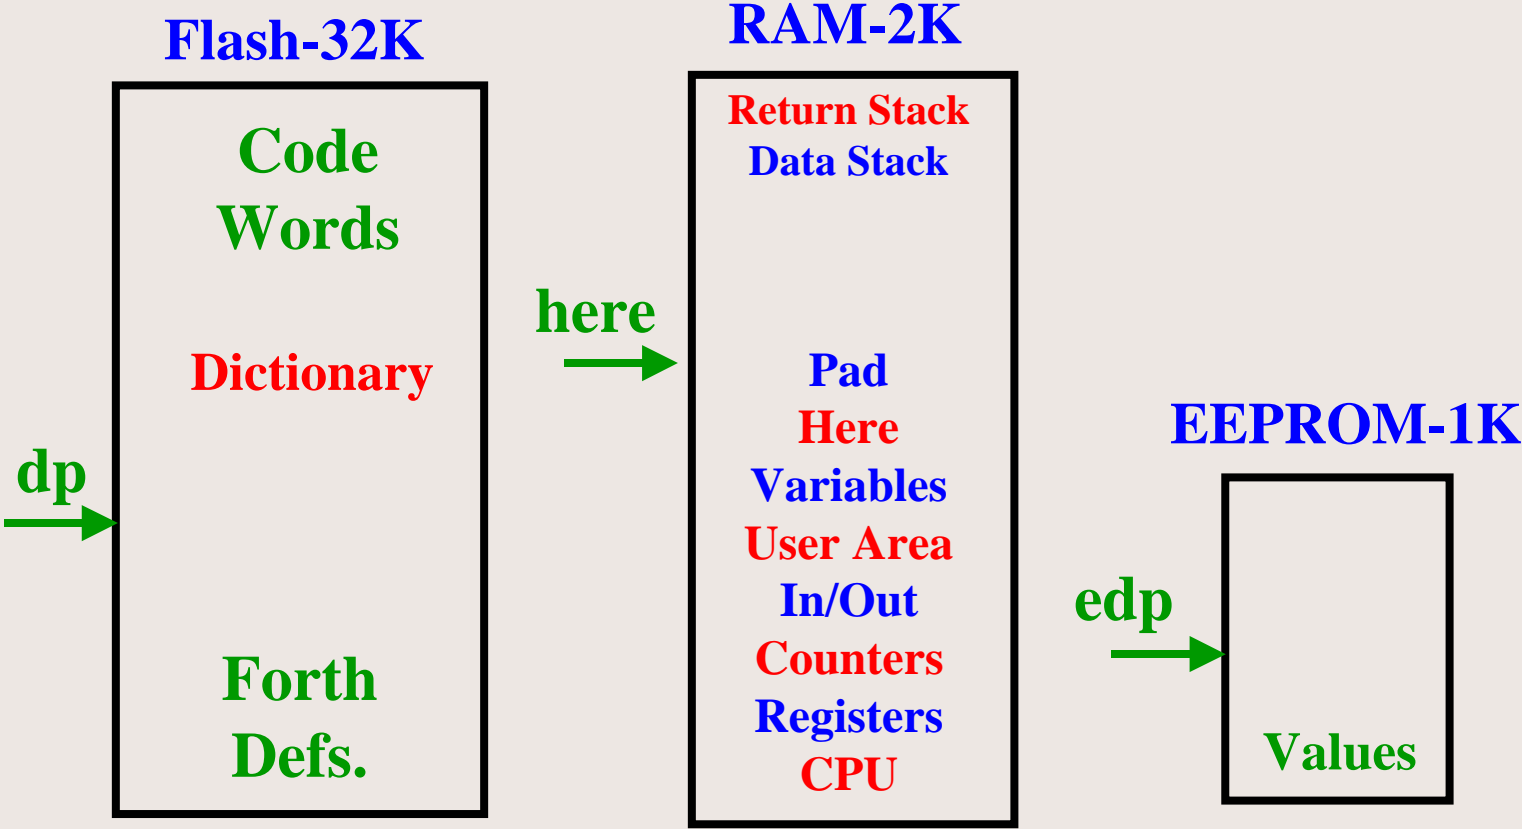 Flash-32K
Code
Words
Dictionary
dp
Forth
Defs.
RAM-2K
Return Stack
Data Stack
here
Pad
Here
Variables
User Area
In/Out
Counters
Registers
CPU
EEPROM-1K
edp
Values